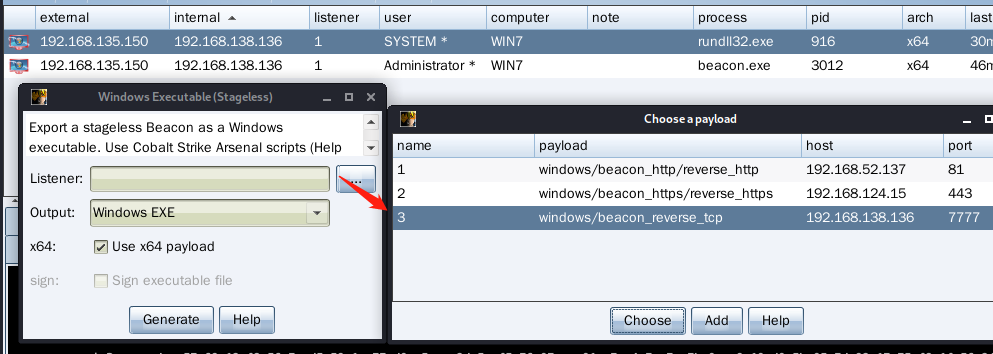 external internal listener user computer note process pid arch last
192.168.135.150 192.168.138.136 1 SYSTEM * WIN7 rundll32.exe 916 x64 30m
192.168.135.150 192.168.138.136 1 Administrator * WIN7 beacon.exe 3012 x64 46m
Windows Executable (Stageless)
Export a stageless Beacon as a Windows
executable. Use Cobalt Strike Arsenal scripts (Help
Listener: ...
Output: Windows EXE
x64: Use x64 payload
sign: Sign executable file
Generate Help
Choose a payload
name payload host port
1 windows/beacon_http/reverse_http 192.168.52.137 81
2 windows/beacon_https/reverse_https 192.168.124.15 443
3 windows/beacon_reverse_tcp 192.168.138.136 7777
Choose Add Help